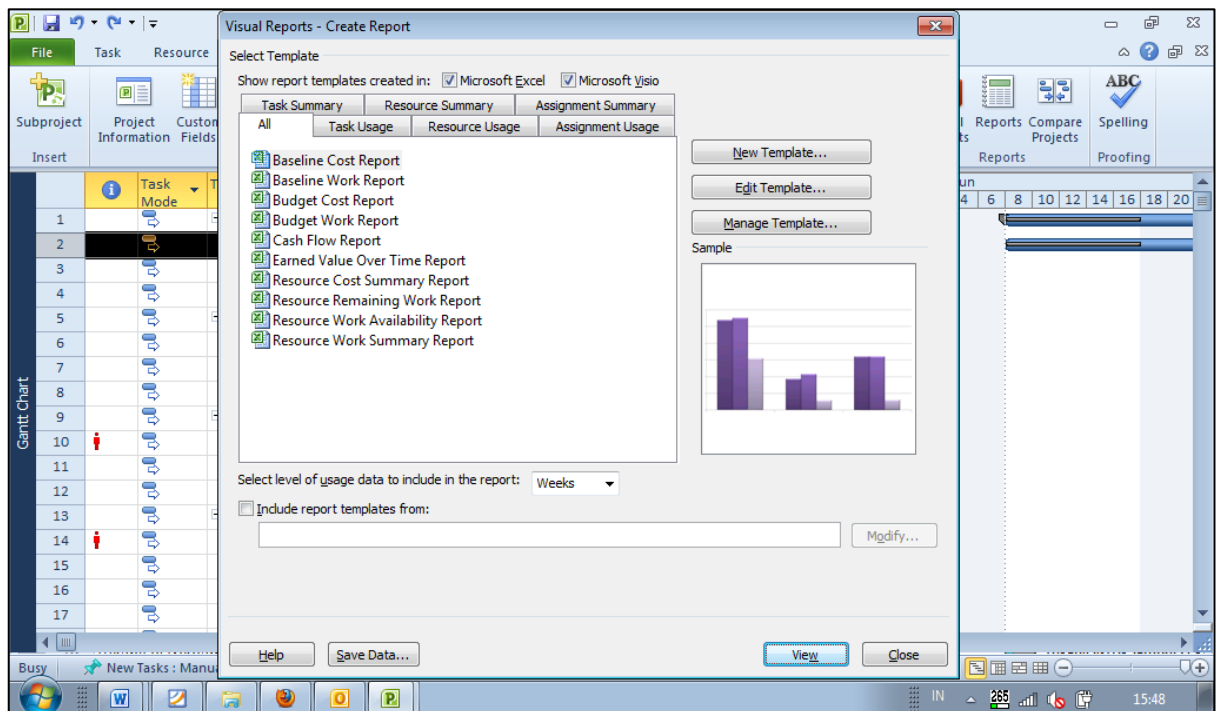 Visual Reports - Create Report
File Task Resource
Select Template
Show report templates created in: Microsoft Excel Microsoft Visio
Task Summary Resource Summary Assignment Summary
All Task Usage Resource Usage Assignment Usage
Subproject
Project Information
Fields
Insert
Reports
Compare Projects
Spelling
Reports
Proofing
Baseline Cost Report
Baseline Work Report
Budget Cost Report
Budget Work Report
Cash Flow Report
Earned Value Over Time Report
Resource Cost Summary Report
Resource Remaining Work Report
Resource Work Availability Report
Resource Work Summary Report
New Template...
Edit Template...
Manage Template...
Sample
Task Mode
6 8 10 12 14 16 18 20
1
2
3
4
5
6
7
8
9
10
11
12
13
14
15
16
17
Gantt Chart
Select level of usage data to include in the report: Weeks
Include report templates from:
Modify...
Help Save Data... View Close
Busy New Tasks : Manu
IN 265 15:48
ABC